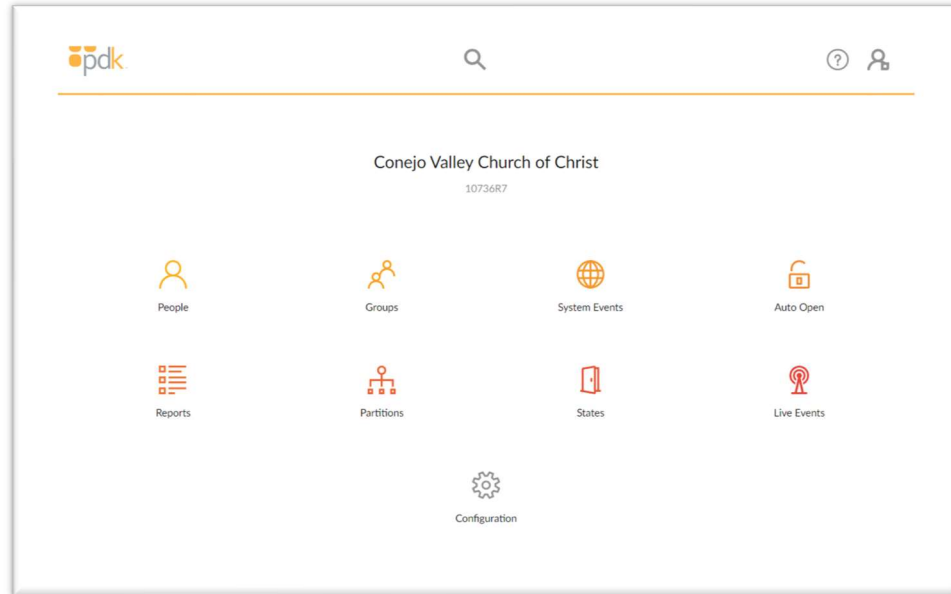 pdk
?
Conejo Valley Church of Christ
10736R7
People
Groups
System Events
Auto Open
Reports
Partitions
States
Live Events
Configuration